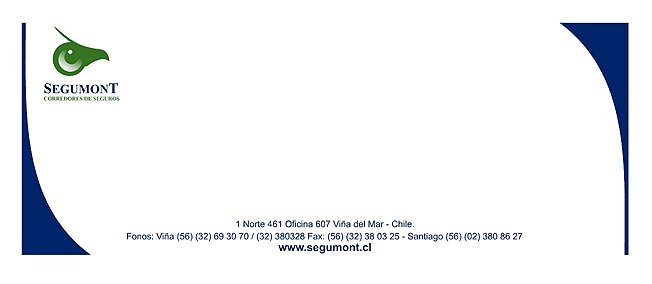 SEGUMONT
CORREDORES DE SEGUROS
1 Norte 461 Oficina 607 Viña del Mar - Chile.
Fonos: Viña (56) (32) 69 30 70 / (32) 380328 Fax: (56) (32) 38 03 25 - Santiago (56) (02) 380 86 27
www.segumont.cl